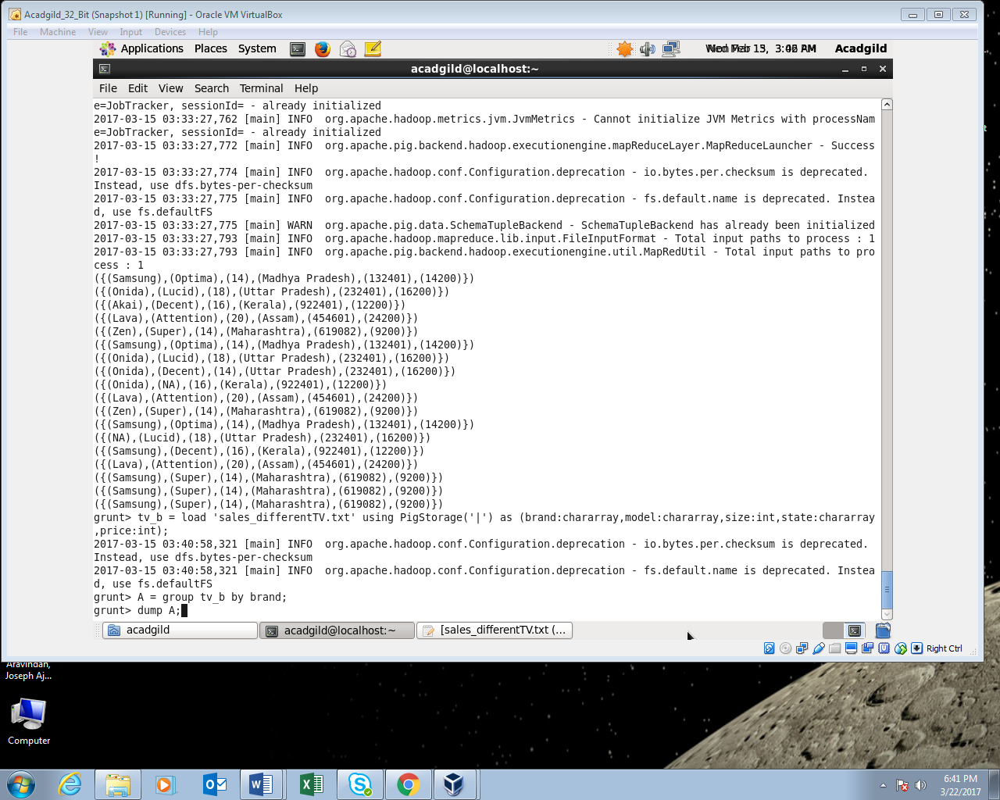 Acadgild_32_Bit (Snapshot 1) [Running] - Oracle VM VirtualBox
File Machine View Input Devices Help
Applications Places System
Acadgild
acadgild@localhost:~
File Edit View Search Terminal Help
e=JobTracker, sessionId= - already initialized
2017-03-15 03:33:27,762 [main] INFO  org.apache.hadoop.metrics.jvm.JvmMetrics - Cannot initialize JVM Metrics with processNam
e=JobTracker, sessionId= - already initialized
2017-03-15 03:33:27,772 [main] INFO  org.apache.pig.backend.hadoop.executionengine.mapReduceLayer.MapReduceLauncher - Success
!
2017-03-15 03:33:27,774 [main] INFO  org.apache.hadoop.conf.Configuration.deprecation - io.bytes.per.checksum is deprecated.
Instead, use dfs.bytes-per-checksum
2017-03-15 03:33:27,775 [main] INFO  org.apache.hadoop.conf.Configuration.deprecation - fs.default.name is deprecated. Instea
d, use fs.defaultFS
2017-03-15 03:33:27,775 [main] WARN  org.apache.pig.data.SchemaTupleBackend - SchemaTupleBackend has already been initialized
2017-03-15 03:33:27,793 [main] INFO  org.apache.hadoop.mapreduce.lib.input.FileInputFormat - Total input paths to process : 1
2017-03-15 03:33:27,793 [main] INFO  org.apache.pig.backend.hadoop.executionengine.util.MapRedUtil - Total input paths to pro
cess : 1
({(Samsung),(Optima),(14),(Madhya Pradesh),(132401),(14200)})
({(Onida),(Lucid),(18),(Uttar Pradesh),(232401),(16200)})
({(Akai),(Decent),(16),(Kerala),(922401),(12200)})
({(Lava),(Attention),(20),(Assam),(454601),(24200)})
({(Zen),(Super),(14),(Maharashtra),(619082),(9200)})
({(Samsung),(Optima),(14),(Madhya Pradesh),(132401),(14200)})
({(Onida),(Lucid),(18),(Uttar Pradesh),(232401),(16200)})
({(Onida),(Decent),(14),(Uttar Pradesh),(232401),(16200)})
({(Onida),(NA),(16),(Kerala),(922401),(12200)})
({(Lava),(Attention),(20),(Assam),(454601),(24200)})
({(Zen),(Super),(14),(Maharashtra),(619082),(9200)})
({(Samsung),(Optima),(14),(Madhya Pradesh),(132401),(14200)})
({(NA),(Lucid),(18),(Uttar Pradesh),(232401),(16200)})
({(Samsung),(Decent),(16),(Kerala),(922401),(12200)})
({(Lava),(Attention),(20),(Assam),(454601),(24200)})
({(Samsung),(Super),(14),(Maharashtra),(619082),(9200)})
({(Samsung),(Super),(14),(Maharashtra),(619082),(9200)})
({(Samsung),(Super),(14),(Maharashtra),(619082),(9200)})
grunt> tv_b = load 'sales_differentTV.txt' using PigStorage('|') as (brand:chararray,model:chararray,size:int,state:chararray
,price:int);
2017-03-15 03:40:58,321 [main] INFO  org.apache.hadoop.conf.Configuration.deprecation - io.bytes.per.checksum is deprecated.
Instead, use dfs.bytes-per-checksum
2017-03-15 03:40:58,321 [main] INFO  org.apache.hadoop.conf.Configuration.deprecation - fs.default.name is deprecated. Instea
d, use fs.defaultFS
grunt> A = group tv_b by brand;
grunt> dump A;
acadgild acadgild@localhost:~ [sales_differentTV.txt (...
Right Ctrl
Aravindan,
Joseph Aj...
Computer
6:41 PM
3/22/2017